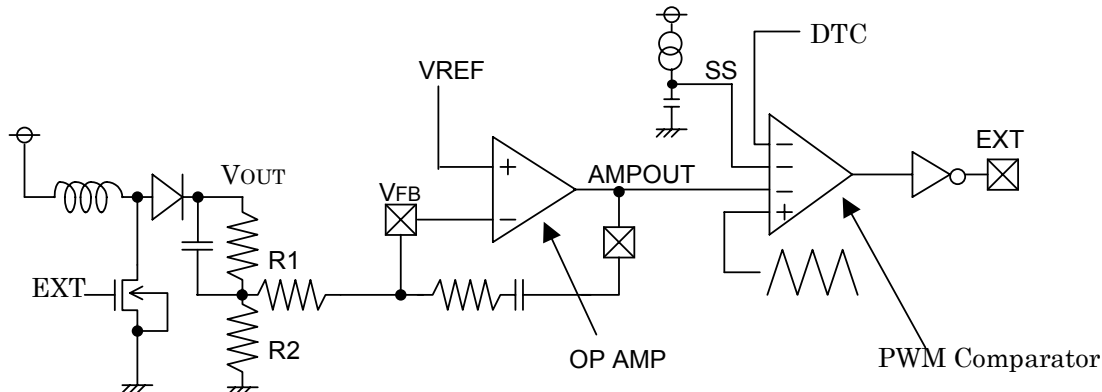 DTC
SS
VREF
EXT
+
−
AMPOUT
−
−
−
+
VOUT
VFB
R1
EXT
R2
OP AMP
PWM Comparator